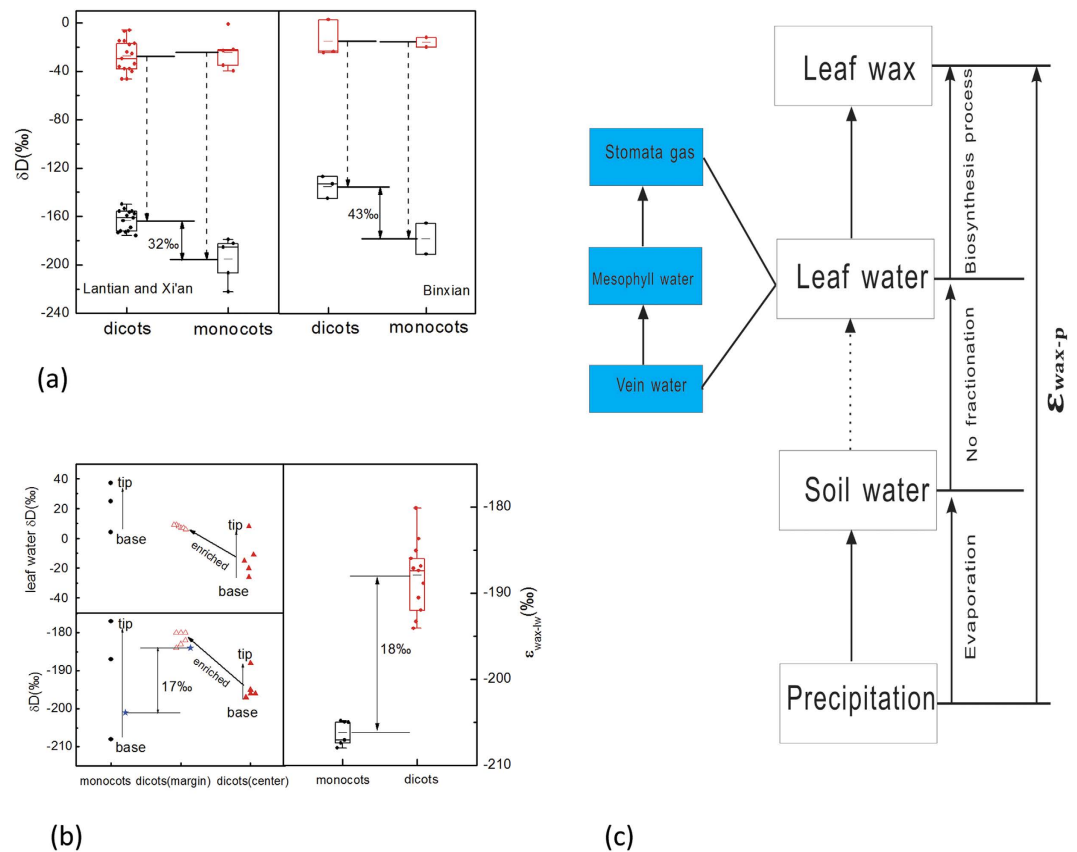 0
-40
-80
-120
-160
-200
-240
δD(‰)
32‰
43‰
Lantian and Xi'an
Binxian
dicots
monocots
dicots
monocots
(a)
40
20
0
-20
-40
leaf water δD(‰)
tip
base
enriched
tip
base
-180
-190
-200
-210
δD(‰)
tip
base
17‰
enriched
tip
base
monocots
dicots(margin)
dicots(center)
18‰
-180
-190
-200
-210
εwax-lw(‰)
monocots
dicots
(b)
Leaf wax
Stomata gas
Mesophyll water
Vein water
Leaf water
Soil water
Precipitation
Biosynthesis process
No fractionation
Evaporation
εwax-p
(c)